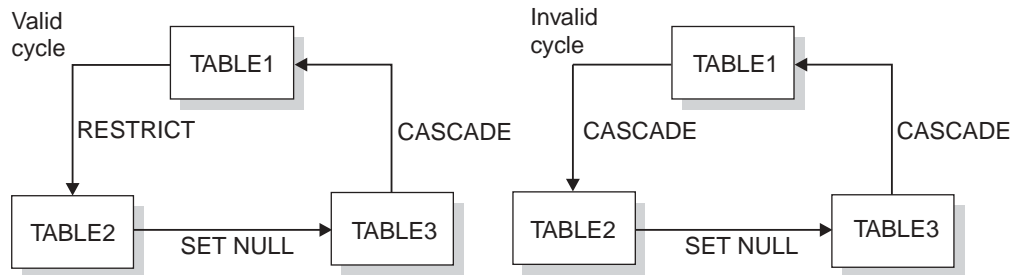 Valid
cycle
TABLE1
RESTRICT
CASCADE
TABLE2
SET NULL
TABLE3
Invalid
cycle
TABLE1
CASCADE
CASCADE
TABLE2
SET NULL
TABLE3